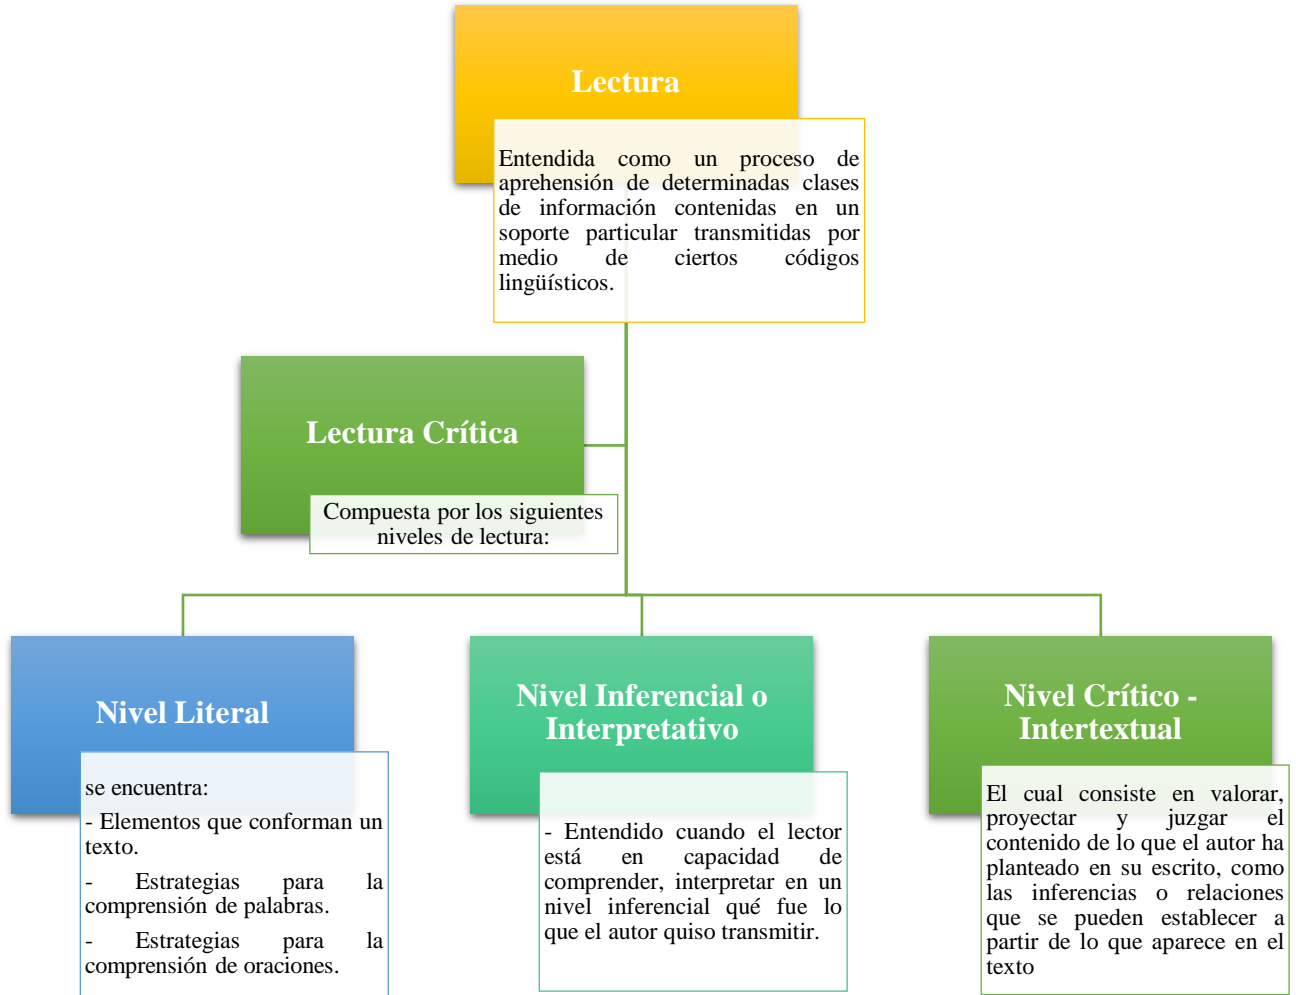 Lectura
Entendida como un proceso de
aprehensión de determinadas clases
de información contenidas en un
soporte particular transmitidas por
medio de ciertos códigos
lingüísticos.
Lectura Crítica
Compuesta por los siguientes
niveles de lectura:
Nivel Literal
se encuentra:
- Elementos que conforman un
texto.
- Estrategias para la
comprensión de palabras.
- Estrategias para la
comprensión de oraciones.
Nivel Inferencial o
Interpretativo
- Entendido cuando el lector
está en capacidad de
comprender, interpretar en un
nivel inferencial qué fue lo
que el autor quiso transmitir.
Nivel Crítico -
Intertextual
El cual consiste en valorar,
proyectar y juzgar el
contenido de lo que el autor ha
planteado en su escrito, como
las inferencias o relaciones
que se pueden establecer a
partir de lo que aparece en el
texto